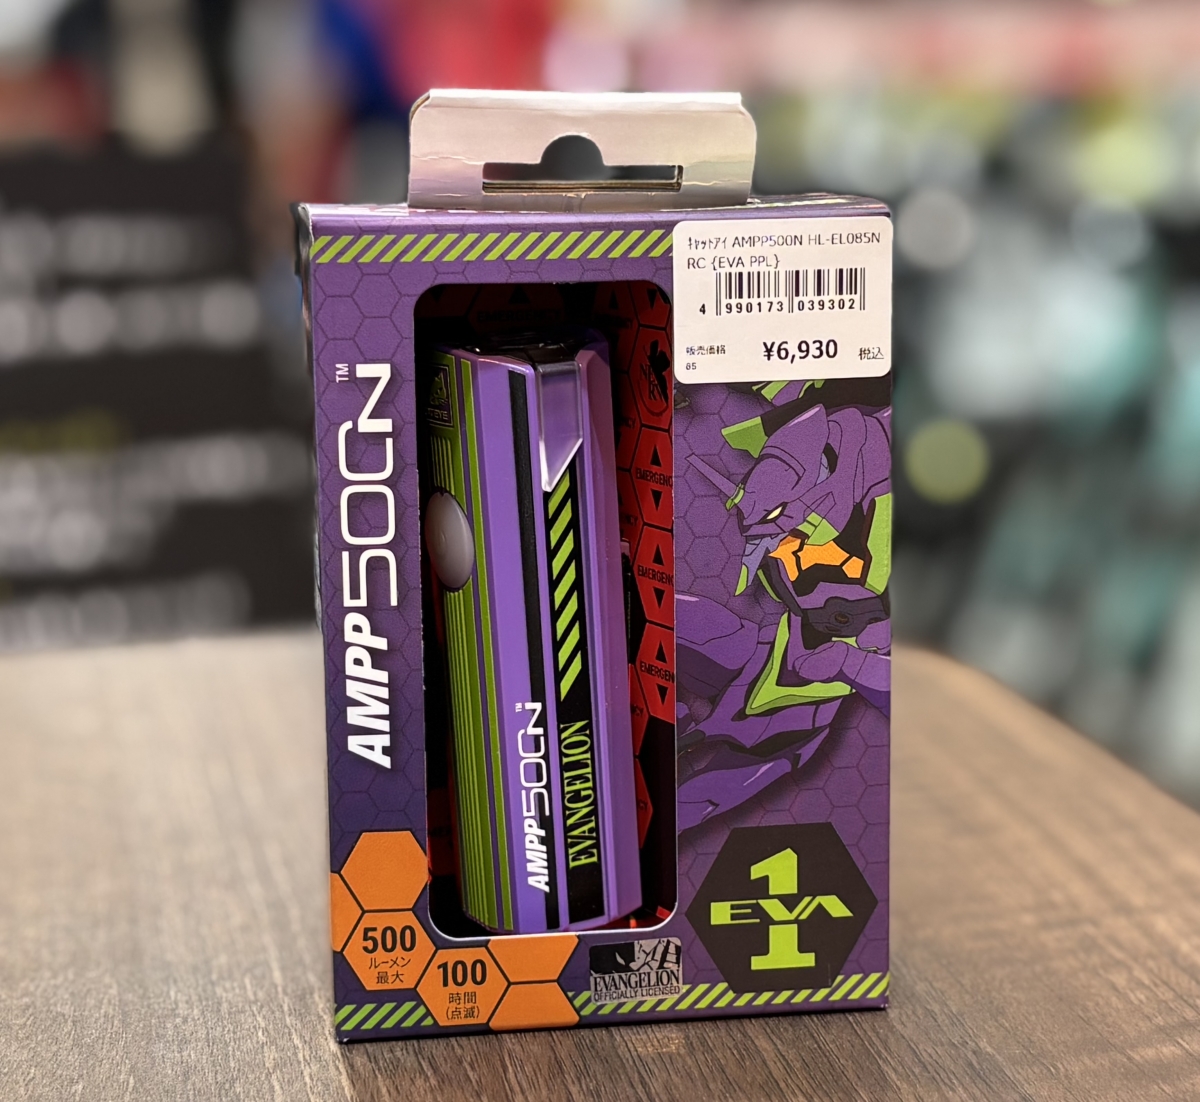 ｷｬｯﾄｱｲ AMPP500N HL-EL085N
RC {EVA PPL}
4 990173 039302
販売価格 ¥6,930 税込
05
AMPP500N™
EMERGENCY
EMERGENCY
EMERGENCY
AMPP500N™
EVANGELION
1
EVA
1
500
ルーメン
最大
100
時間
(点滅)
EVANGELION
OFFICIALLY LICENSED